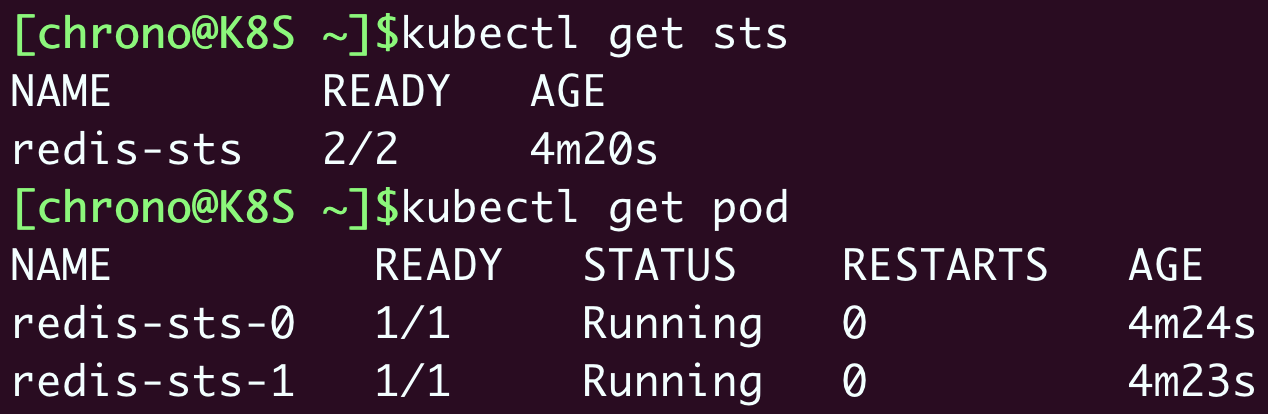 [chrono@K8S ~]$kubectl get sts
NAME        READY   AGE
redis-sts   2/2     4m20s
[chrono@K8S ~]$kubectl get pod
NAME          READY   STATUS    RESTARTS   AGE
redis-sts-0   1/1     Running   0          4m24s
redis-sts-1   1/1     Running   0          4m23s